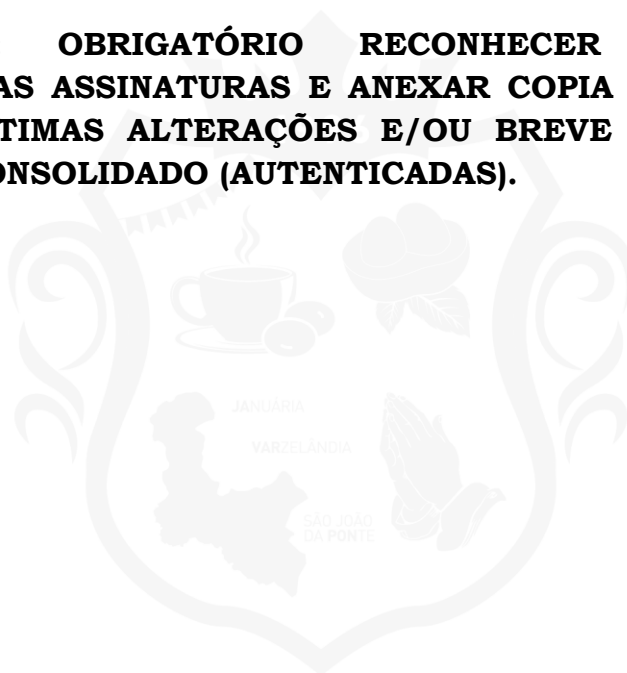 OBRIGATÓRIO RECONHECER
AS ASSINATURAS E ANEXAR COPIA
TIMAS ALTERAÇÕES E/OU BREVE
ONSOLIDADO (AUTENTICADAS).
JANUÁRIA
VARZELÂNDIA
SÃO JOÃO
DA PONTE